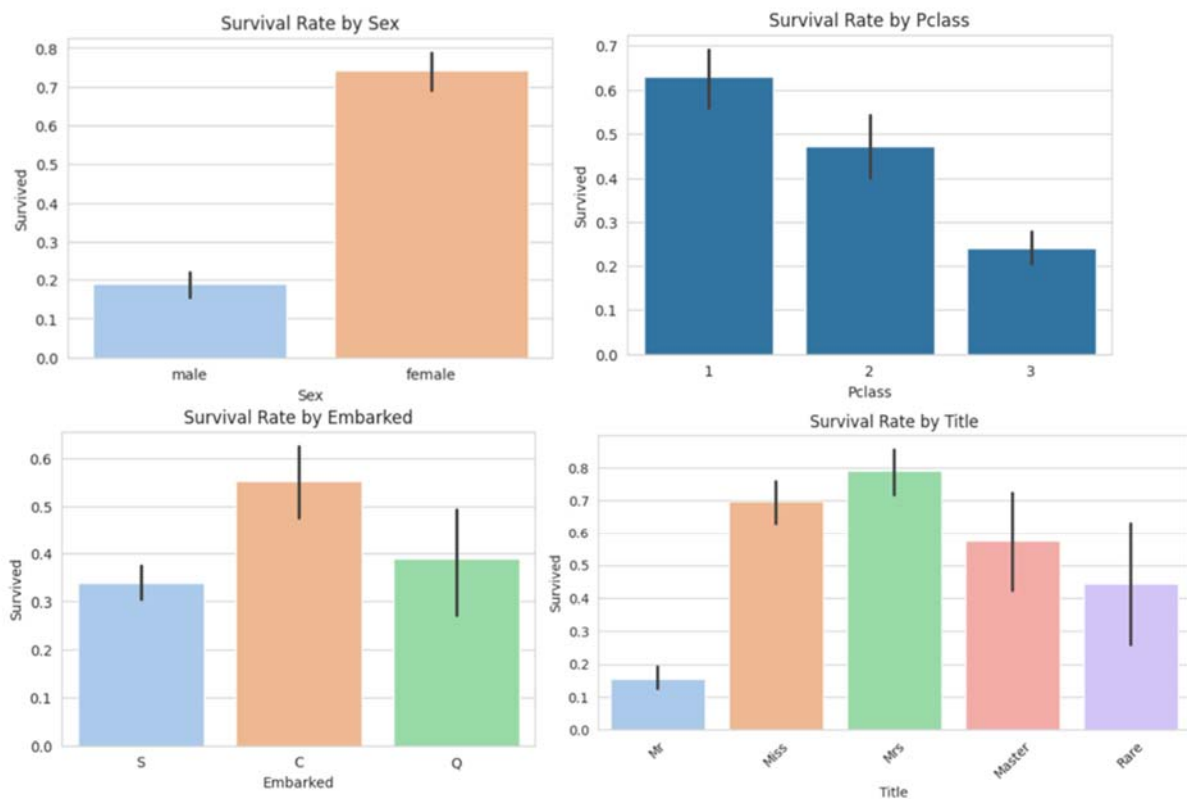 Survival Rate by Sex
Survived
0.8
0.7
0.6
0.5
0.4
0.3
0.2
0.1
0.0
male female
Sex
Survival Rate by Pclass
Survived
0.7
0.6
0.5
0.4
0.3
0.2
0.1
0.0
1 2 3
Pclass
Survival Rate by Embarked
Survived
0.6
0.5
0.4
0.3
0.2
0.1
0.0
S C Q
Embarked
Survival Rate by Title
Survived
0.8
0.7
0.6
0.5
0.4
0.3
0.2
0.1
0.0
Mr Miss Mrs Master Rare
Title